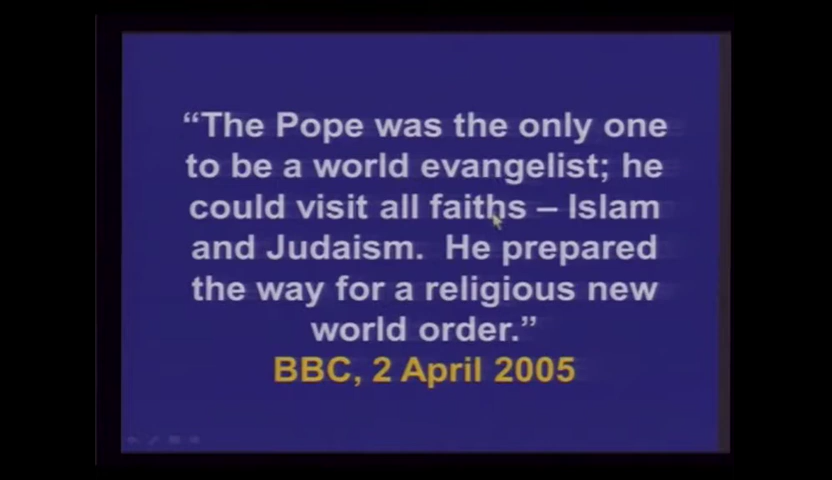 “The Pope was the only one
to be a world evangelist; he
could visit all faiths – Islam
and Judaism.  He prepared
the way for a religious new
world order.”
BBC, 2 April 2005